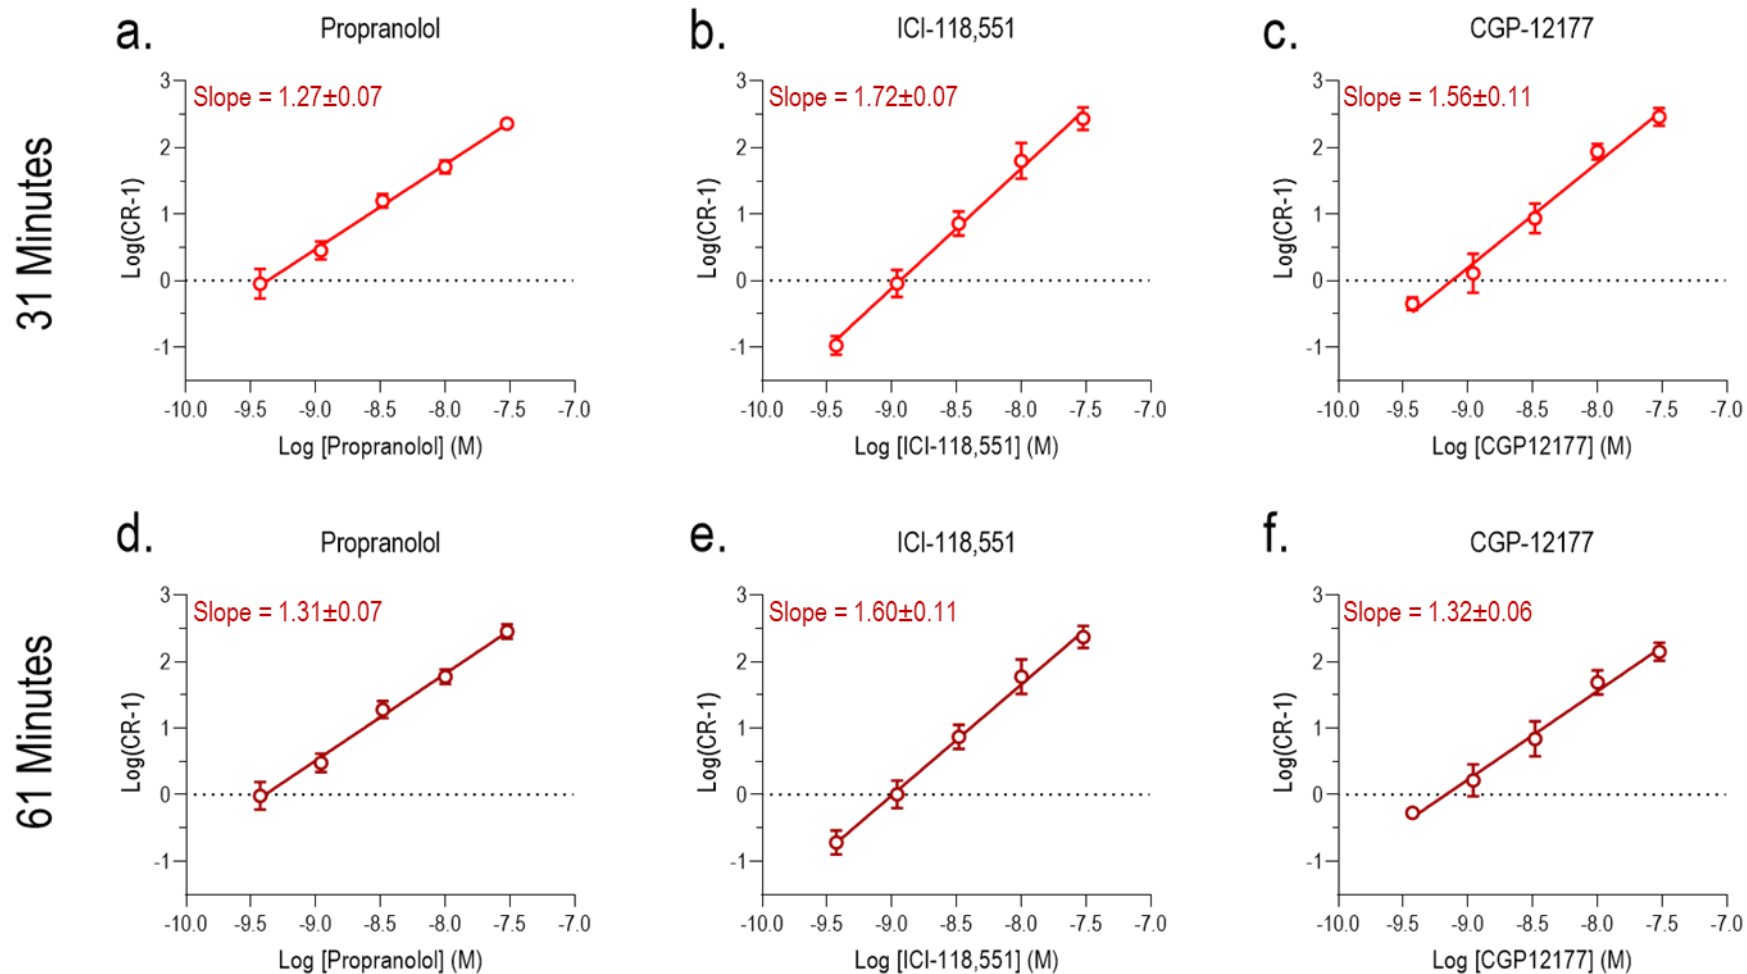 a.
Propranolol
b.
ICI-118,551
c.
CGP-12177
31 Minutes
Slope = 1.27±0.07
Log(CR-1)
3
2
1
0
-1
-10.0 -9.5 -9.0 -8.5 -8.0 -7.5 -7.0
Log [Propranolol] (M)
Slope = 1.72±0.07
Log(CR-1)
3
2
1
0
-1
-10.0 -9.5 -9.0 -8.5 -8.0 -7.5 -7.0
Log [ICI-118,551] (M)
Slope = 1.56±0.11
Log(CR-1)
3
2
1
0
-1
-10.0 -9.5 -9.0 -8.5 -8.0 -7.5 -7.0
Log [CGP12177] (M)
d.
Propranolol
e.
ICI-118,551
f.
CGP-12177
61 Minutes
Slope = 1.31±0.07
Log(CR-1)
3
2
1
0
-1
-10.0 -9.5 -9.0 -8.5 -8.0 -7.5 -7.0
Log [Propranolol] (M)
Slope = 1.60±0.11
Log(CR-1)
3
2
1
0
-1
-10.0 -9.5 -9.0 -8.5 -8.0 -7.5 -7.0
Log [ICI-118,551] (M)
Slope = 1.32±0.06
Log(CR-1)
3
2
1
0
-1
-10.0 -9.5 -9.0 -8.5 -8.0 -7.5 -7.0
Log [CGP12177] (M)